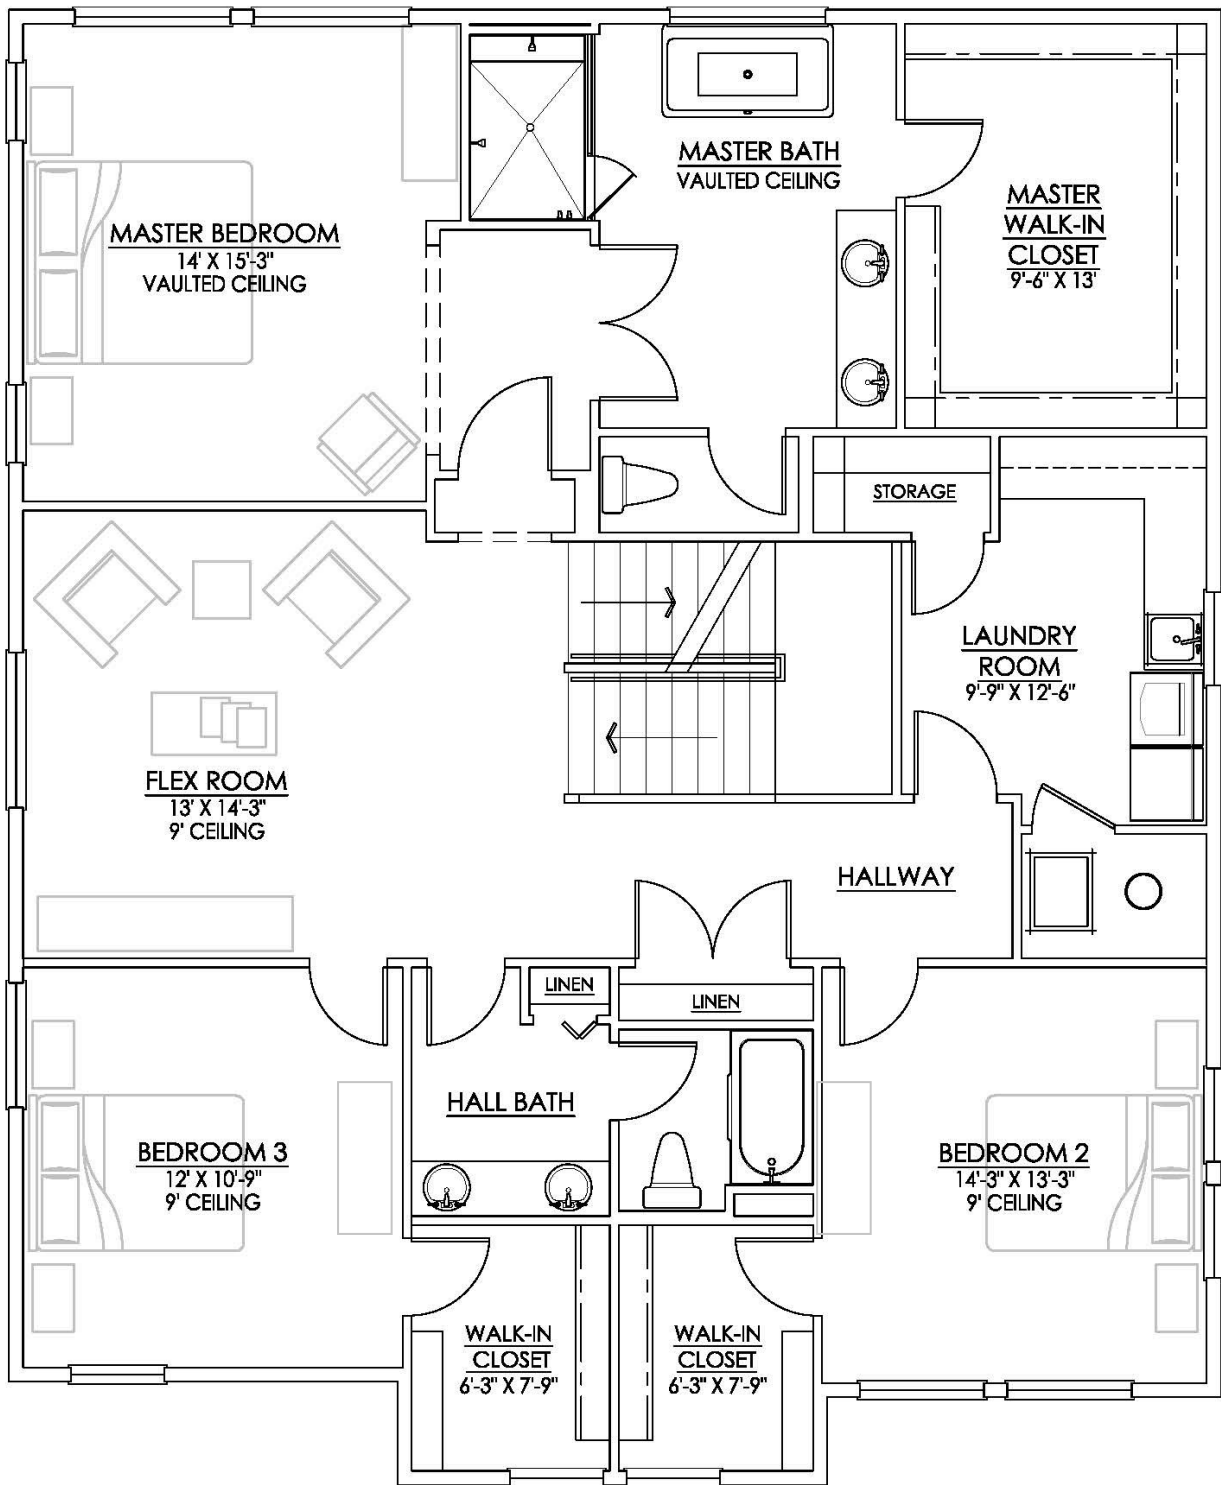 MASTER BEDROOM
14' X 15'-3"
VAULTED CEILING
MASTER BATH
VAULTED CEILING
MASTER
WALK-IN
CLOSET
9'-6" X 13'
STORAGE
LAUNDRY
ROOM
9'-9" X 12'-6"
FLEX ROOM
13' X 14'-3"
9' CEILING
HALLWAY
LINEN
LINEN
HALL BATH
BEDROOM 3
12' X 10'-9"
9' CEILING
BEDROOM 2
14'-3" X 13'-3"
9' CEILING
WALK-IN
CLOSET
6'-3" X 7'-9"
WALK-IN
CLOSET
6'-3" X 7'-9"